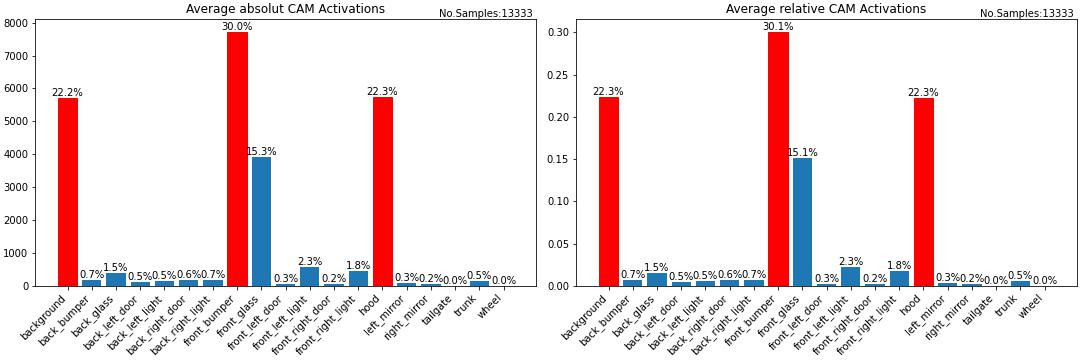 Average absolut CAM Activations
No.Samples:13333
8000
7000
6000
5000
4000
3000
2000
1000
0
22.2%
0.7%
1.5%
0.5%
0.5%
0.6%
0.7%
30.0%
15.3%
0.3%
2.3%
0.2%
1.8%
22.3%
0.3%
0.2%
0.0%
0.5%
0.0%
background
back_bumper
back_glass
back_left_door
back_left_light
back_right_door
back_right_light
front_bumper
front_glass
front_left_door
front_left_light
front_right_door
front_right_light
hood
left_mirror
right_mirror
tailgate
trunk
wheel
Average relative CAM Activations
No.Samples:13333
0.30
0.25
0.20
0.15
0.10
0.05
0.00
22.3%
0.7%
1.5%
0.5%
0.5%
0.6%
0.7%
30.1%
15.1%
0.3%
2.3%
0.2%
1.8%
22.3%
0.3%
0.2%
0.0%
0.5%
0.0%
background
back_bumper
back_glass
back_left_door
back_left_light
back_right_door
back_right_light
front_bumper
front_glass
front_left_door
front_left_light
front_right_door
front_right_light
hood
left_mirror
right_mirror
tailgate
trunk
wheel